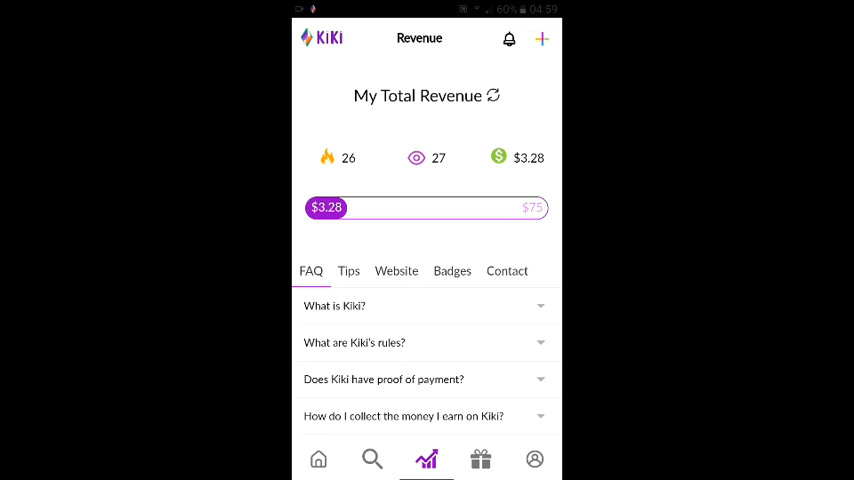 60% 04:59
KiKi Revenue
My Total Revenue
26 27 $3.28
$3.28 $75
FAQ Tips Website Badges Contact
What is Kiki?
What are Kiki's rules?
Does Kiki have proof of payment?
How do I collect the money I earn on Kiki?